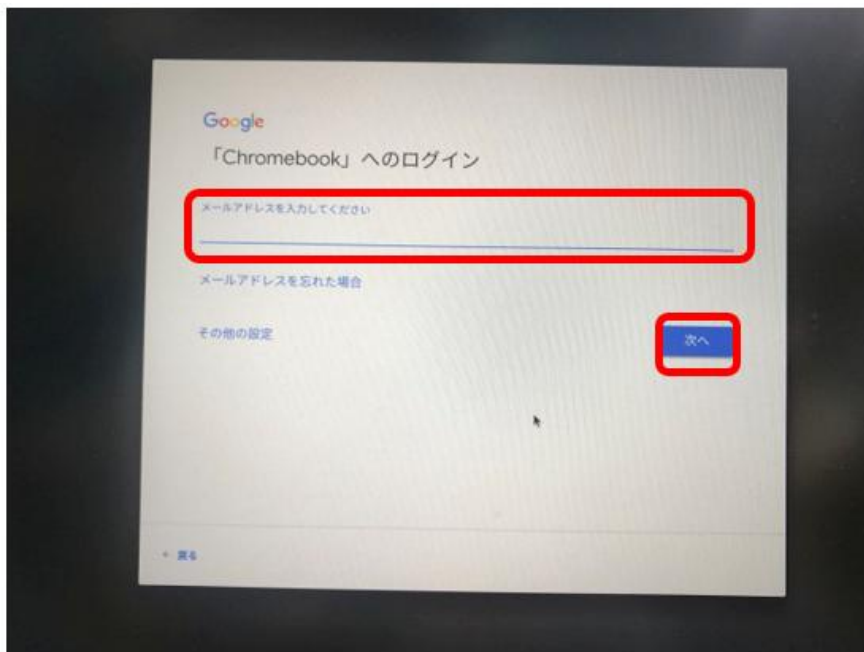 Google
「Chromebook」へのログイン
メールアドレスを入力してください
メールアドレスを忘れた場合
その他の設定
次へ
← 戻る